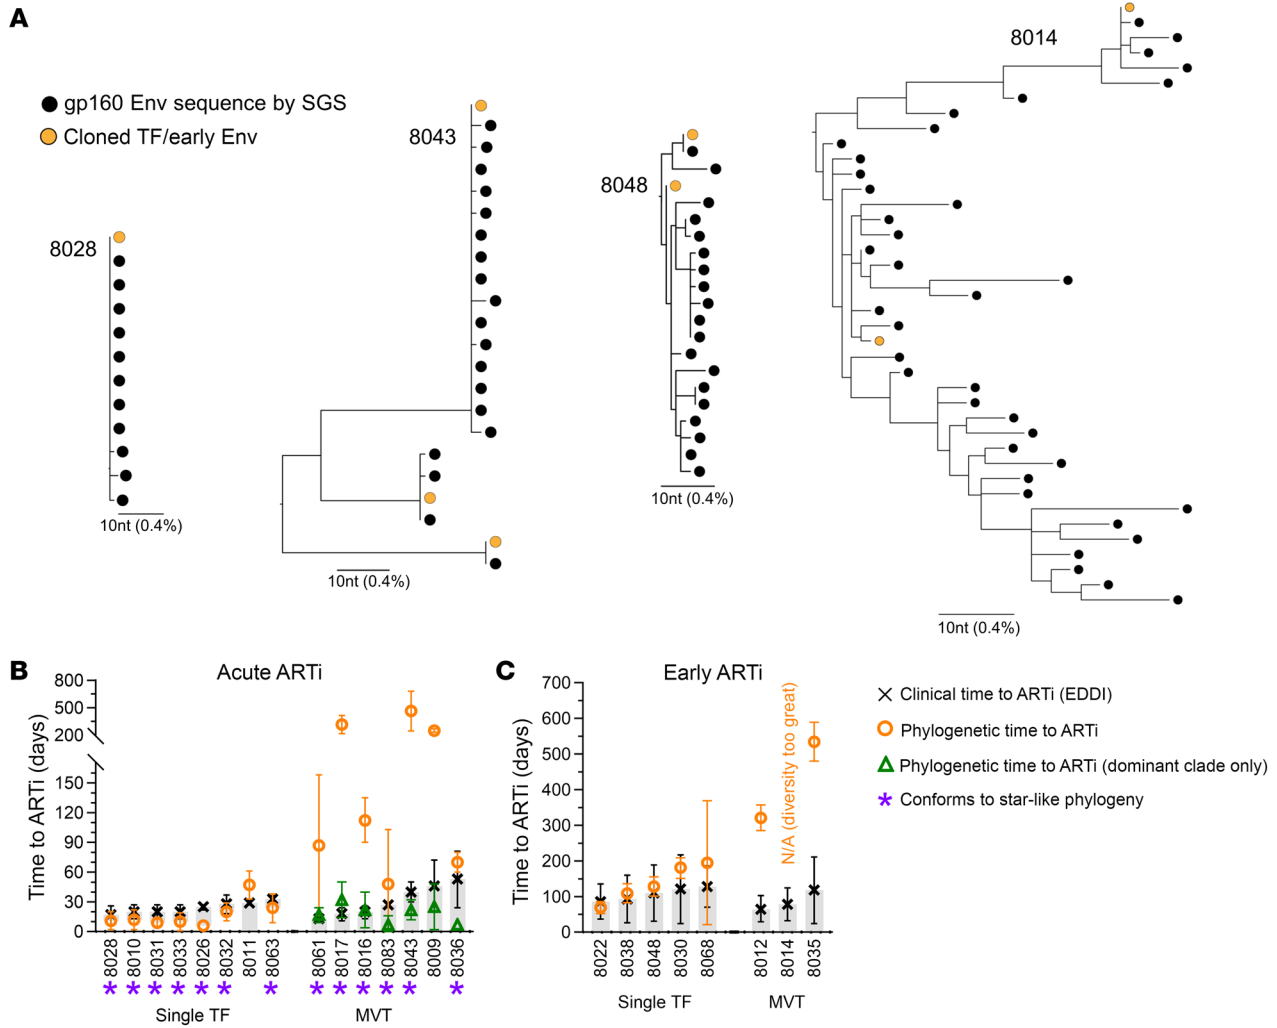 A
gp160 Env sequence by SGS
Cloned TF/early Env
8028
10nt (0.4%)
8043
10nt (0.4%)
8048
10nt (0.4%)
8014
10nt (0.4%)
B
Acute ARTi
Time to ARTi (days)
800
500
200
150
120
90
60
30
0
8028
8010
8031
8033
8026
8032
8011
8063
8061
8017
8016
8083
8043
8009
8036
* * * * * * * * * * * * *
Single TF
MVT
C
Early ARTi
Time to ARTi (days)
700
600
500
400
300
200
100
0
N/A (diversity too great)
8022
8038
8048
8030
8068
8012
8014
8035
Single TF
MVT
Clinical time to ARTi (EDDI)
Phylogenetic time to ARTi
Phylogenetic time to ARTi (dominant clade only)
* Conforms to star-like phylogeny